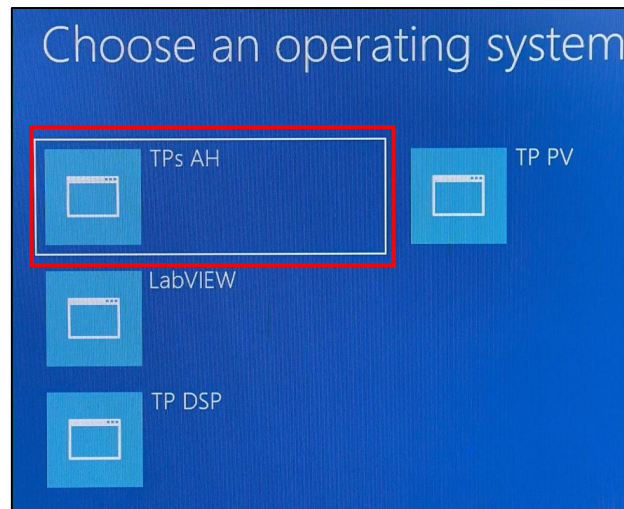 Choose an operating system
TPs AH
TP PV
LabVIEW
TP DSP